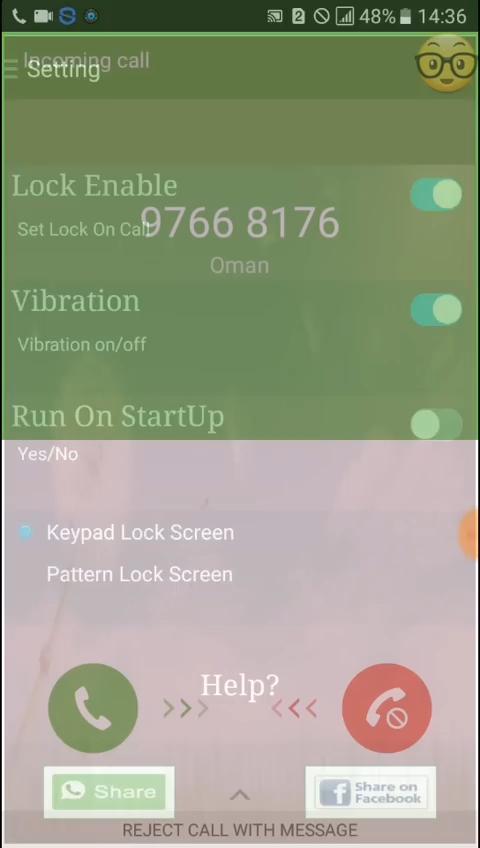 48% 14:36
Incoming call
Setting
Lock Enable
Set Lock On Call
9766 8176
Oman
Vibration
Vibration on/off
Run On StartUp
Yes/No
Keypad Lock Screen
Pattern Lock Screen
Help?
Share
Share on
Facebook
REJECT CALL WITH MESSAGE